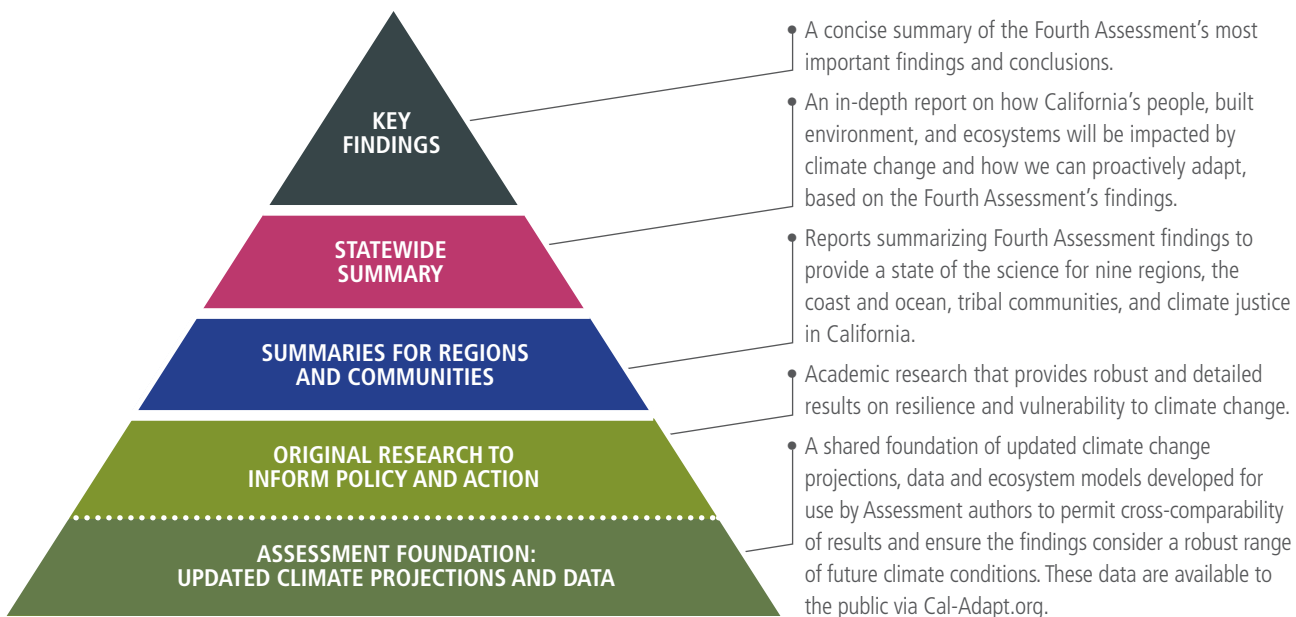 KEY
FINDINGS
A concise summary of the Fourth Assessment’s most
important findings and conclusions.
STATEWIDE
SUMMARY
An in-depth report on how California’s people, built
environment, and ecosystems will be impacted by
climate change and how we can proactively adapt,
based on the Fourth Assessment’s findings.
SUMMARIES FOR REGIONS
AND COMMUNITIES
Reports summarizing Fourth Assessment findings to
provide a state of the science for nine regions, the
coast and ocean, tribal communities, and climate justice
in California.
ORIGINAL RESEARCH TO
INFORM POLICY AND ACTION
Academic research that provides robust and detailed
results on resilience and vulnerability to climate change.
ASSESSMENT FOUNDATION:
UPDATED CLIMATE PROJECTIONS AND DATA
A shared foundation of updated climate change
projections, data and ecosystem models developed for
use by Assessment authors to permit cross-comparability
of results and ensure the findings consider a robust range
of future climate conditions. These data are available to
the public via Cal-Adapt.org.